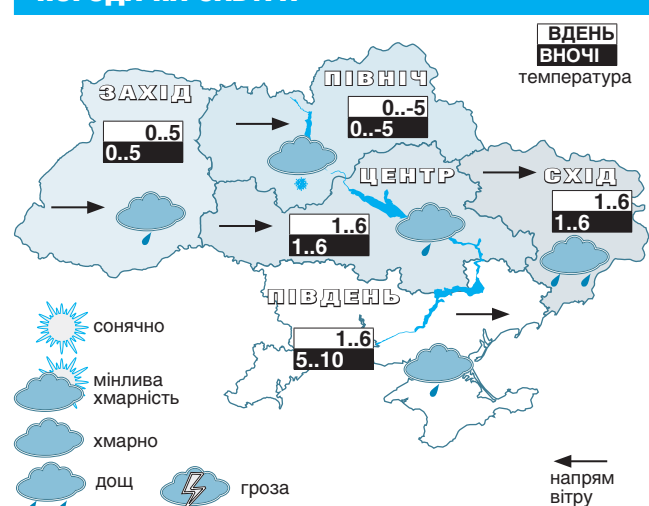 ВДЕНЬ
ВНОЧІ
температура
ПІВНІЧ
0..-5
0..-5
ЗАХІД
0..5
0..5
ЦЕНТР
1..6
1..6
СХІД
1..6
1..6
ПІВДЕНЬ
1..6
5..10
сонячно
мінлива
хмарність
хмарно
дощ
гроза
напрям
вітру